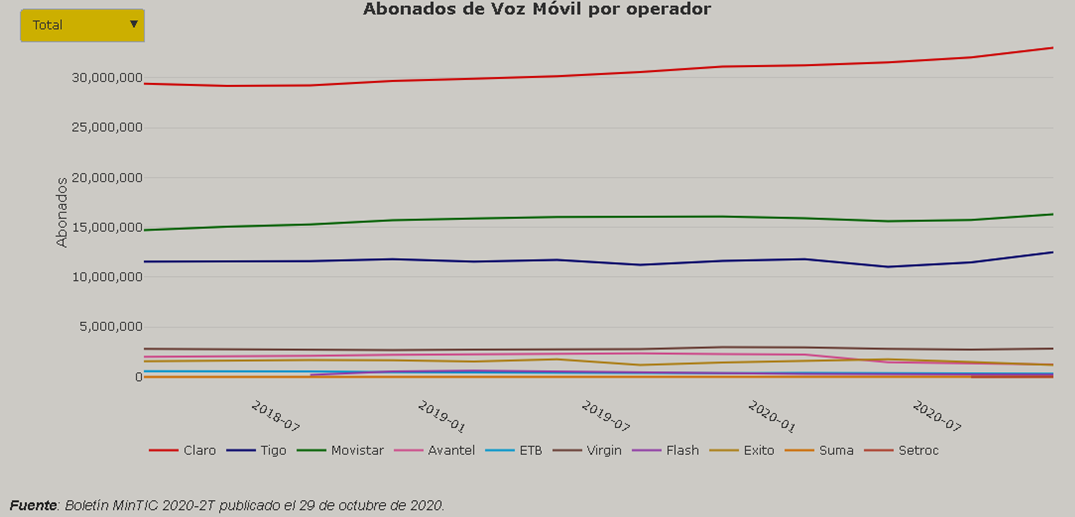 Abonados de Voz Móvil por operador
Total ▼
30,000,000
25,000,000
20,000,000
15,000,000
10,000,000
5,000,000
0
Abonados
2018-07
2019-01
2019-07
2020-01
2020-07
Claro Tigo Movistar Avantel ETB Virgin Flash Exito Suma Setroc
Fuente: Boletín MinTIC 2020-2T publicado el 29 de octubre de 2020.